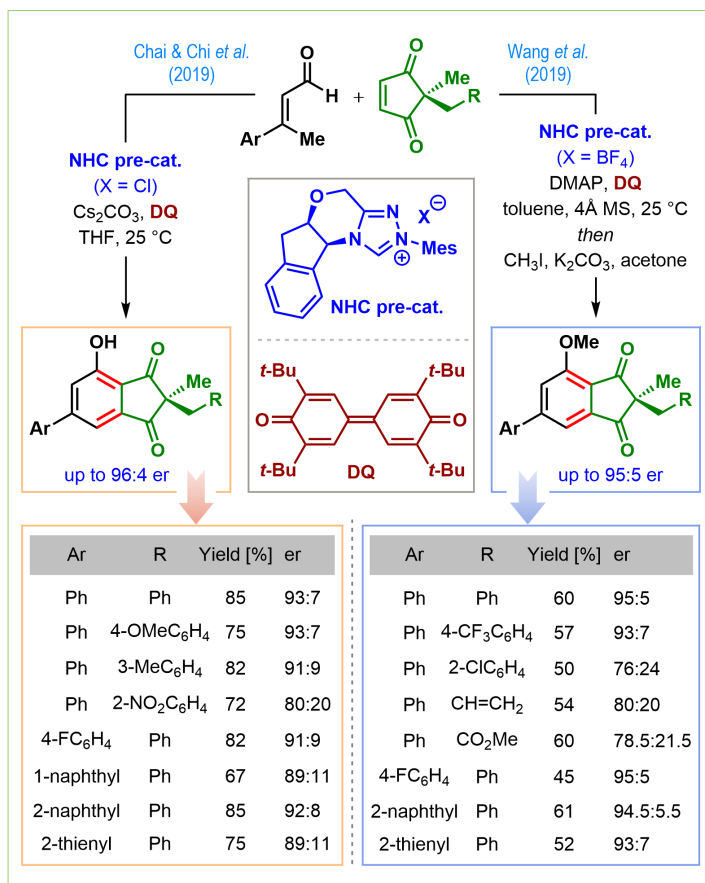 Chai & Chi et al.
(2019)
Wang et al.
(2019)
O
H
Ar
Me
+
O
Me
R
O
NHC pre-cat.
(X = Cl)
Cs₂CO₃, DQ
THF, 25 °C
NHC pre-cat.
(X = BF₄)
DMAP, DQ
toluene, 4Å MS, 25 °C
then
CH₃I, K₂CO₃, acetone
O
N
X⊖
N
N
Mes
⊕
NHC pre-cat.
t-Bu
t-Bu
O
O
t-Bu
t-Bu
DQ
OH
O
Me
R
Ar
O
up to 96:4 er
OMe
O
Me
R
Ar
O
up to 95:5 er
Ar R Yield [%] er
Ph Ph 85 93:7
Ph 4-OMeC₆H₄ 75 93:7
Ph 3-MeC₆H₄ 82 91:9
Ph 2-NO₂C₆H₄ 72 80:20
4-FC₆H₄ Ph 82 91:9
1-naphthyl Ph 67 89:11
2-naphthyl Ph 85 92:8
2-thienyl Ph 75 89:11
Ar R Yield [%] er
Ph Ph 60 95:5
Ph 4-CF₃C₆H₄ 57 93:7
Ph 2-ClC₆H₄ 50 76:24
Ph CH=CH₂ 54 80:20
Ph CO₂Me 60 78.5:21.5
4-FC₆H₄ Ph 45 95:5
2-naphthyl Ph 61 94.5:5.5
2-thienyl Ph 52 93:7